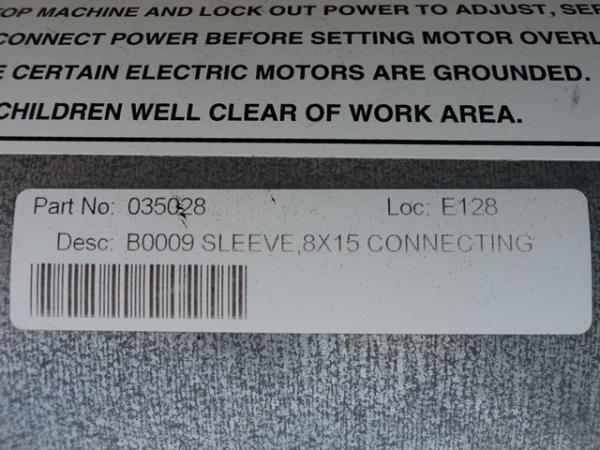 OP MACHINE AND LOCK OUT POWER TO ADJUST, SER
CONNECT POWER BEFORE SETTING MOTOR OVERL
CERTAIN ELECTRIC MOTORS ARE GROUNDED.
CHILDREN WELL CLEAR OF WORK AREA.
Part No: 035028 Loc: E128
Desc: B0009 SLEEVE,8X15 CONNECTING